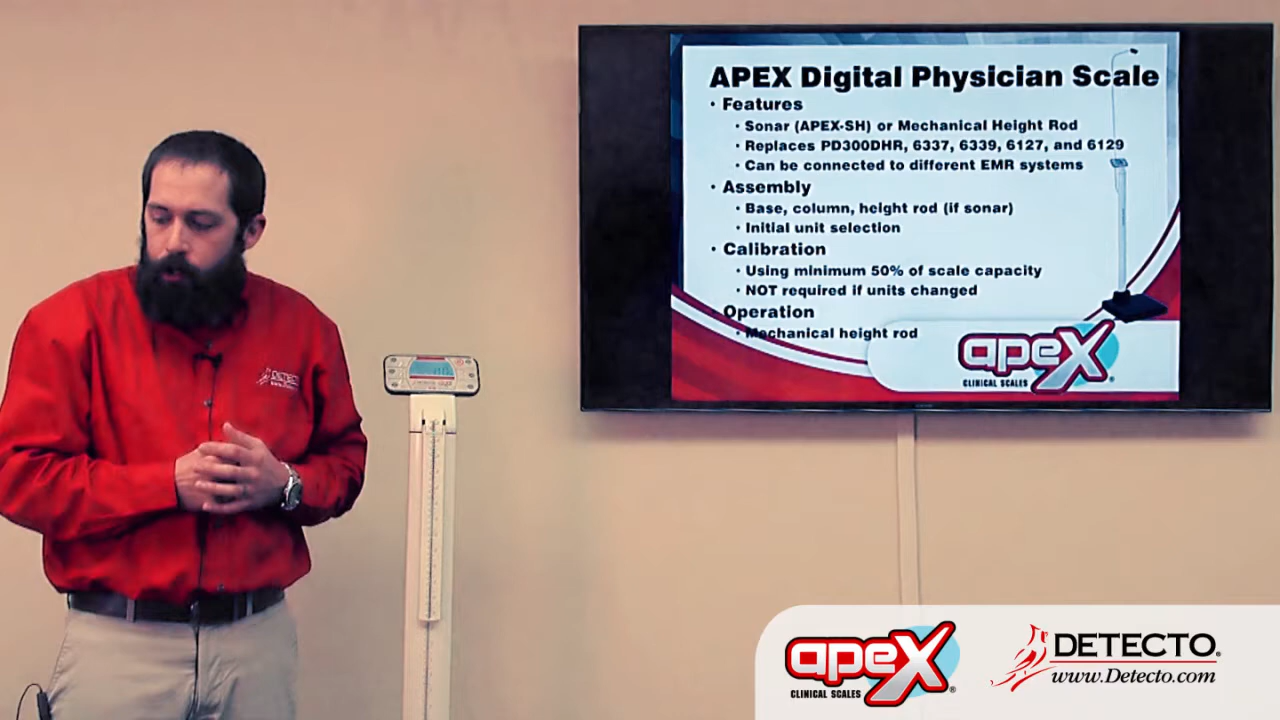 APEX Digital Physician Scale
• Features
• Sonar (APEX-SH) or Mechanical Height Rod
• Replaces PD300DHR, 6337, 6339, 6127, and 6129
• Can be connected to different EMR systems
• Assembly
• Base, column, height rod (if sonar)
• Initial unit selection
• Calibration
• Using minimum 50% of scale capacity
• NOT required if units changed
• Operation
• Mechanical height rod
apex
CLINICAL SCALES
DETECTO
apex
CLINICAL SCALES
DETECTO
www.Detecto.com